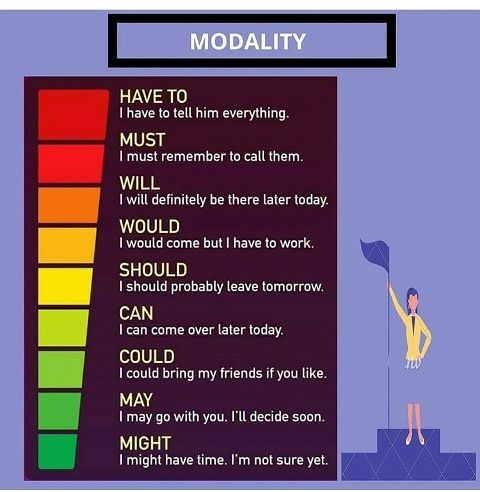 MODALITY
HAVE TO
I have to tell him everything.
MUST
I must remember to call them.
WILL
I will definitely be there later today.
WOULD
I would come but I have to work.
SHOULD
I should probably leave tomorrow.
CAN
I can come over later today.
COULD
I could bring my friends if you like.
MAY
I may go with you. I'll decide soon.
MIGHT
I might have time. I'm not sure yet.